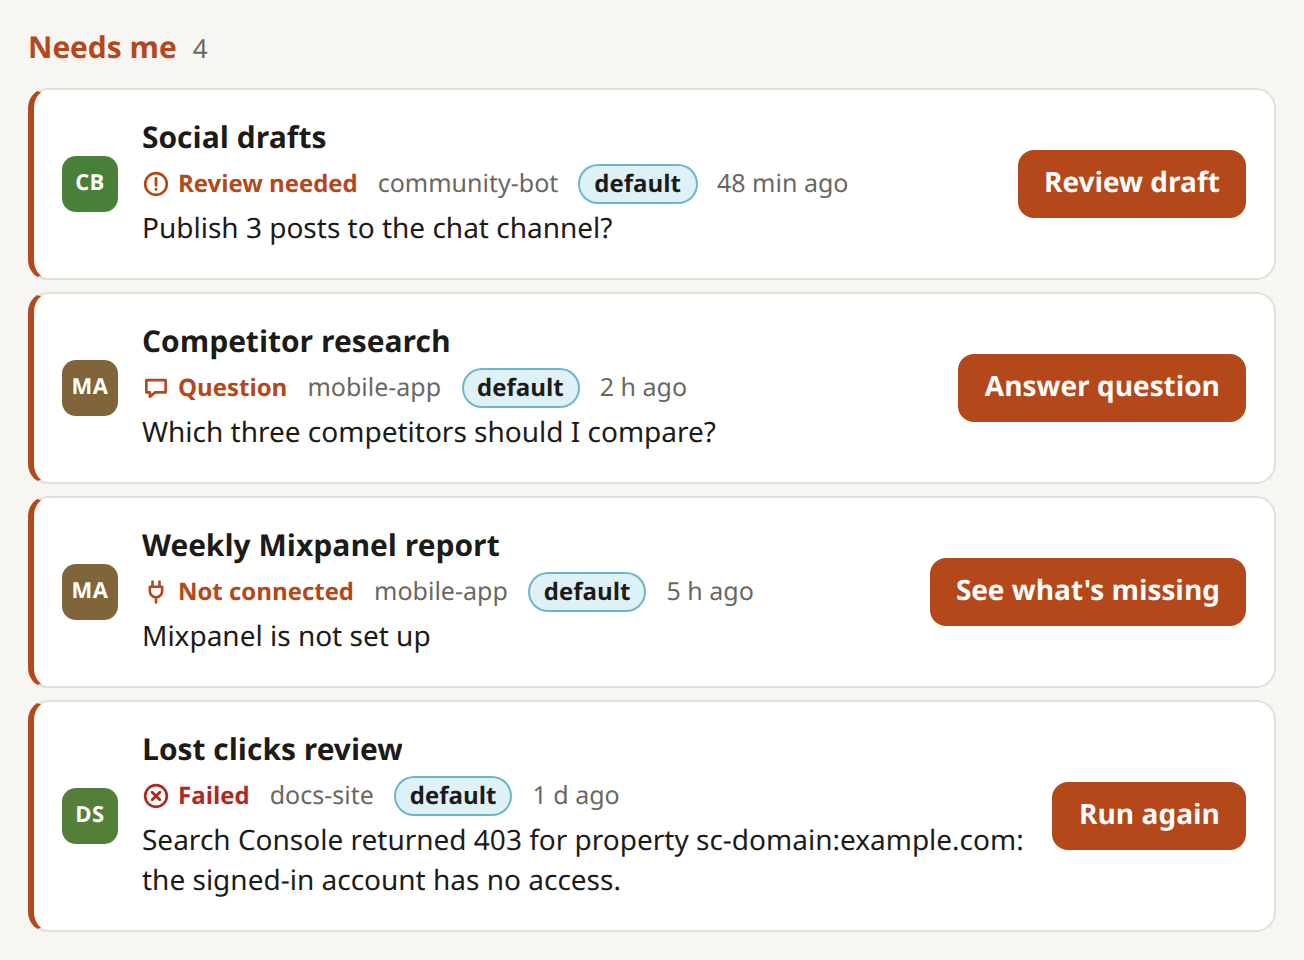 Needs me 4
Social drafts
CB
Review needed community-bot default 48 min ago
Review draft
Publish 3 posts to the chat channel?
Competitor research
MA
Question mobile-app default 2 h ago
Answer question
Which three competitors should I compare?
Weekly Mixpanel report
MA
Not connected mobile-app default 5 h ago
See what's missing
Mixpanel is not set up
Lost clicks review
Failed docs-site default 1 d ago
DS
Run again
Search Console returned 403 for property sc-domain:example.com:
the signed-in account has no access.